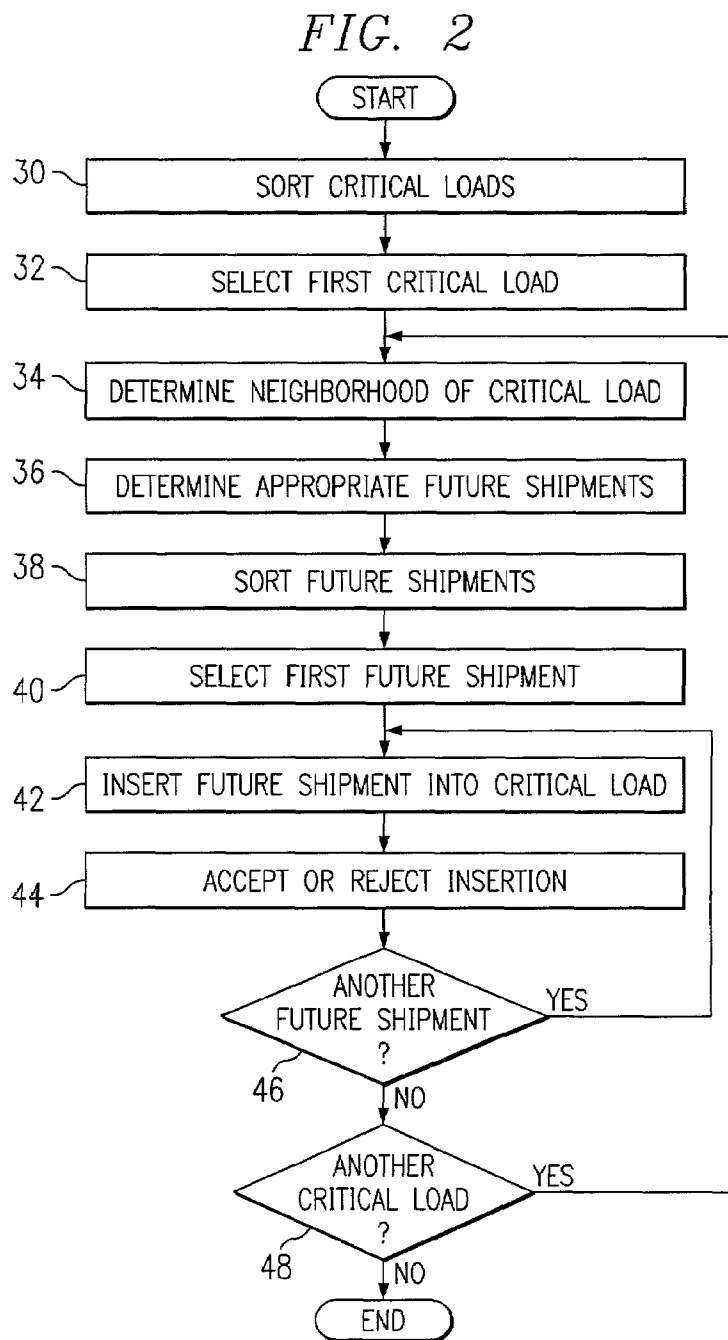 FIG. 2
START
30
SORT CRITICAL LOADS
32
SELECT FIRST CRITICAL LOAD
34
DETERMINE NEIGHBORHOOD OF CRITICAL LOAD
36
DETERMINE APPROPRIATE FUTURE SHIPMENTS
38
SORT FUTURE SHIPMENTS
40
SELECT FIRST FUTURE SHIPMENT
42
INSERT FUTURE SHIPMENT INTO CRITICAL LOAD
44
ACCEPT OR REJECT INSERTION
ANOTHER
FUTURE SHIPMENT
?
YES
46
NO
ANOTHER
CRITICAL LOAD
?
YES
48
NO
END